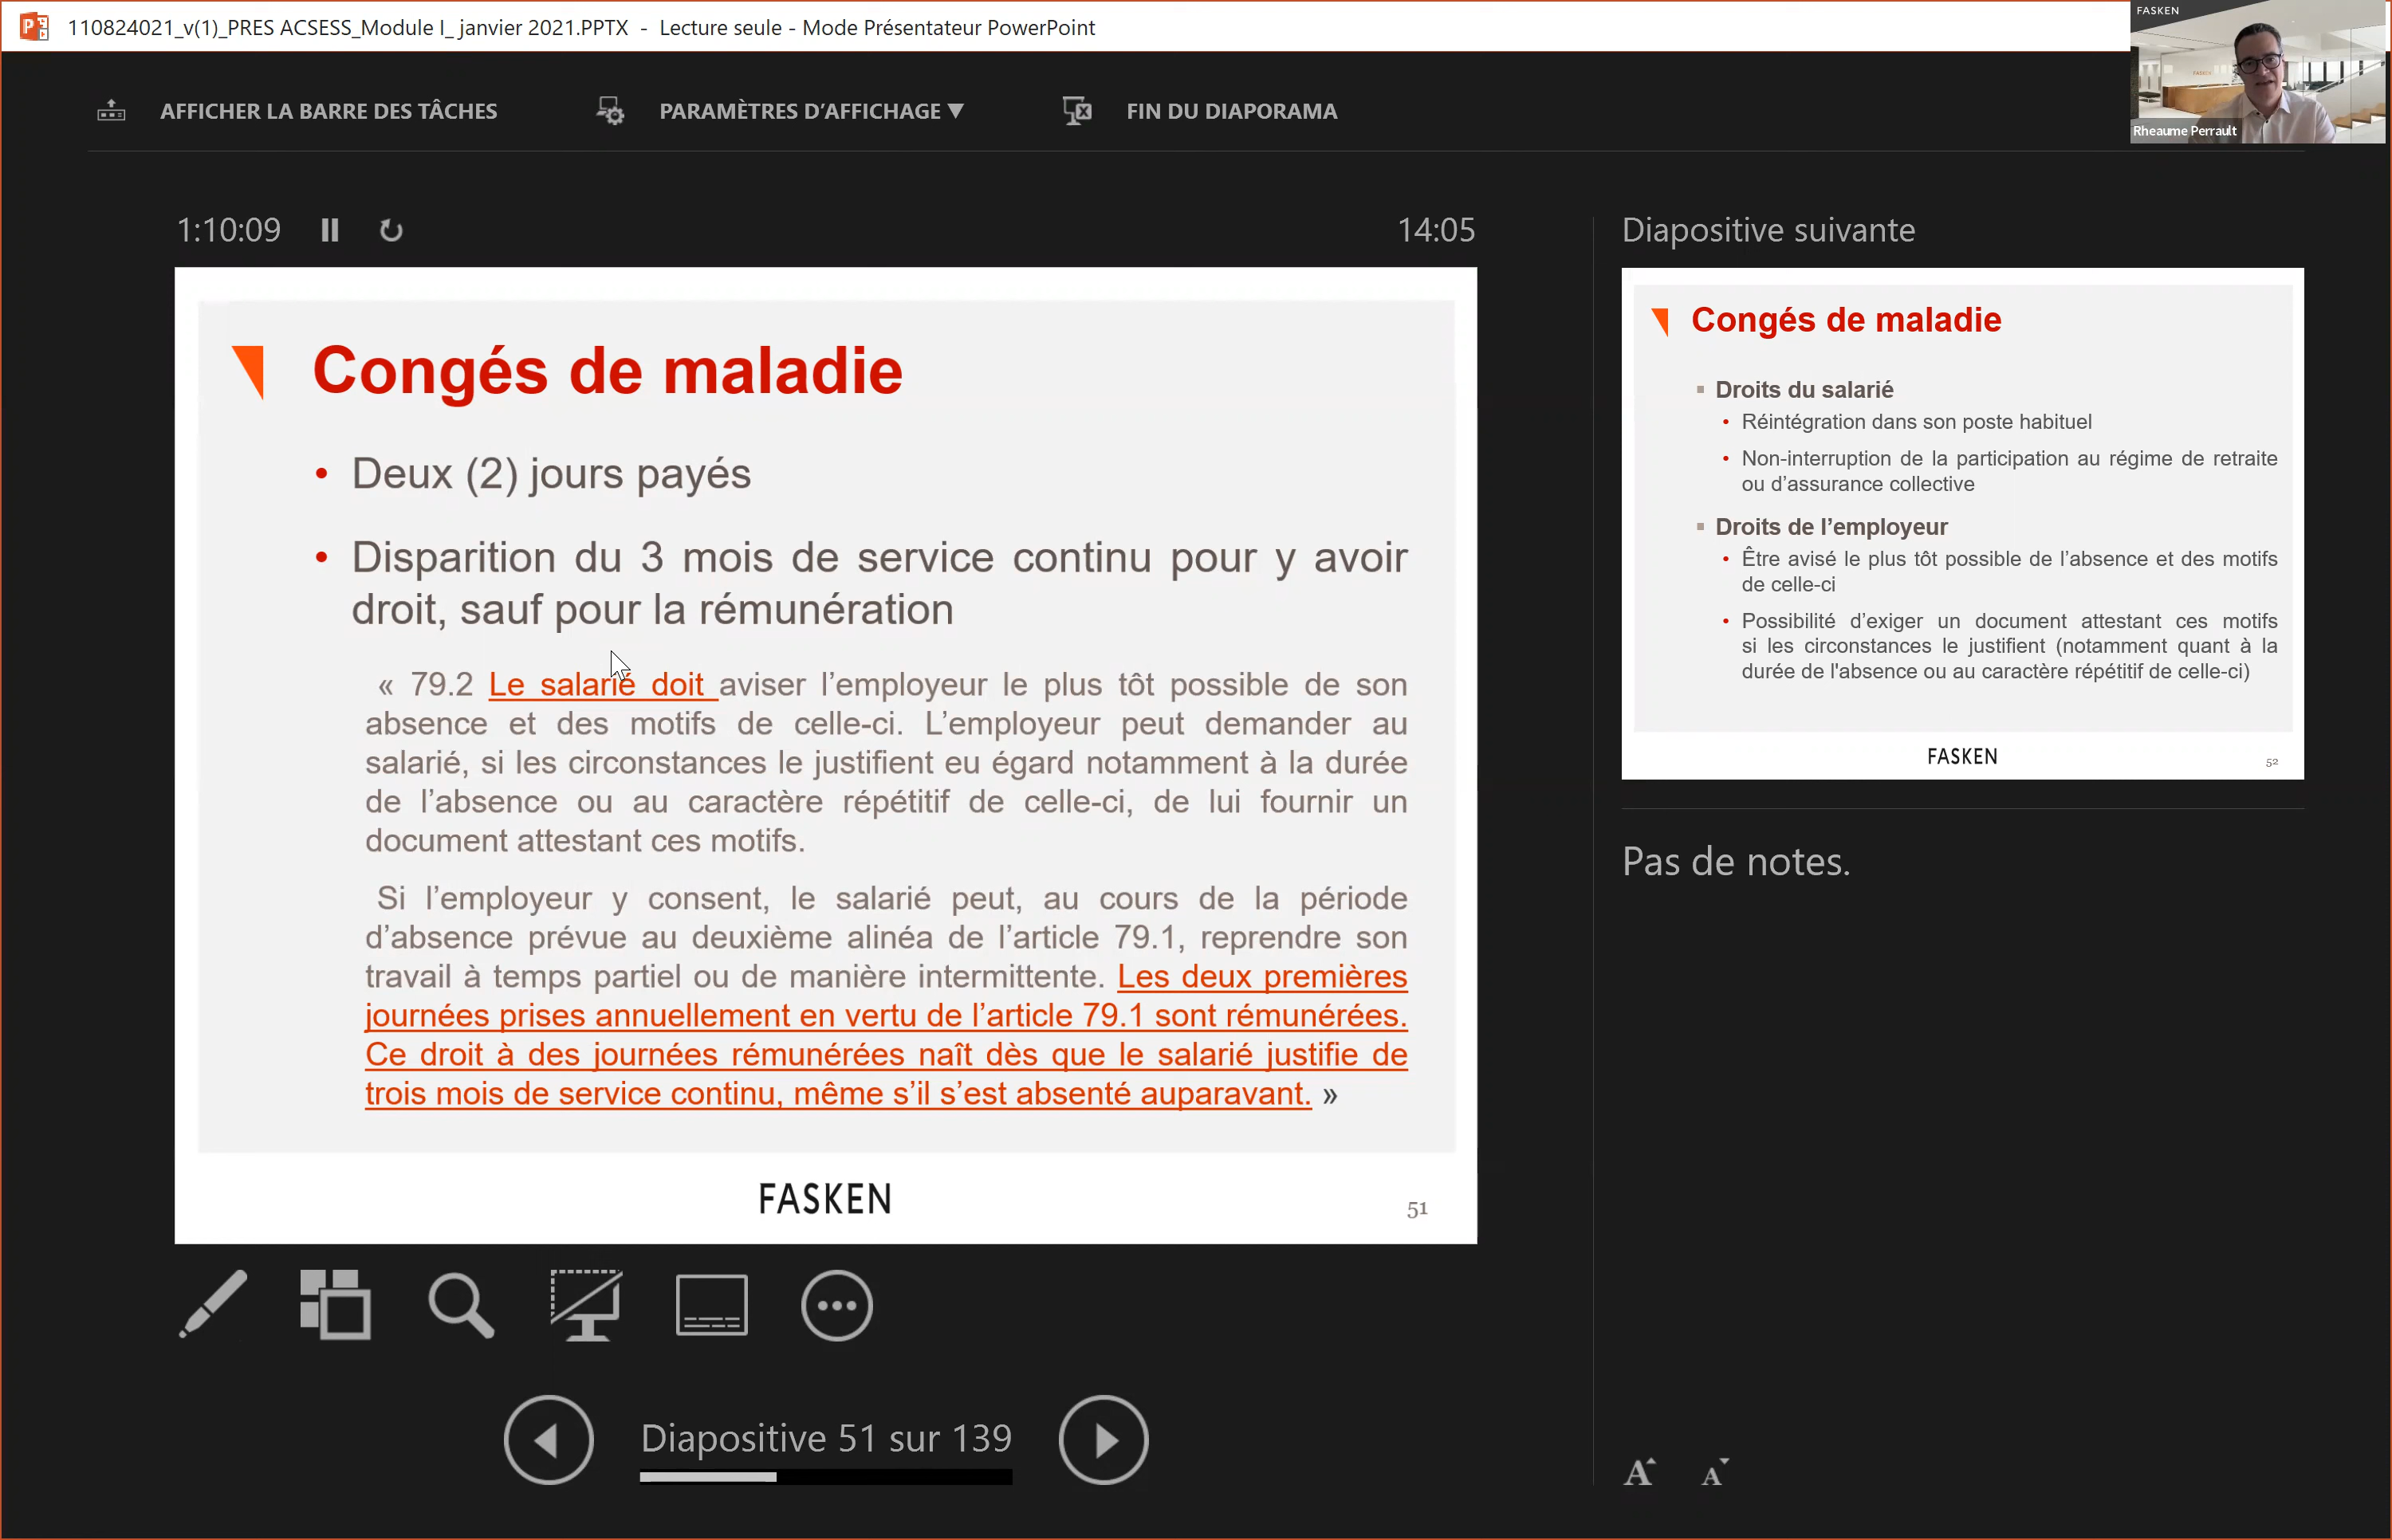 110824021_v(1)_PRES ACSESS_Module I_ janvier 2021.PPTX - Lecture seule - Mode Présentateur PowerPoint
FASKEN
Rheaume Perrault
AFFICHER LA BARRE DES TÂCHES
PARAMÈTRES D'AFFICHAGE
FIN DU DIAPORAMA
1:10:09
14:05
Congés de maladie
• Deux (2) jours payés
• Disparition du 3 mois de service continu pour y avoir
droit, sauf pour la rémunération
« 79.2 Le salarié doit aviser l'employeur le plus tôt possible de son
absence et des motifs de celle-ci. L'employeur peut demander au
salarié, si les circonstances le justifient eu égard notamment à la durée
de l'absence ou au caractère répétitif de celle-ci, de lui fournir un
document attestant ces motifs.
Si l'employeur y consent, le salarié peut, au cours de la période
d'absence prévue au deuxième alinéa de l'article 79.1, reprendre son
travail à temps partiel ou de manière intermittente. Les deux premières
journées prises annuellement en vertu de l'article 79.1 sont rémunérées.
Ce droit à des journées rémunérées naît dès que le salarié justifie de
trois mois de service continu, même s'il s'est absenté auparavant. »
FASKEN
51
Diapositive 51 sur 139
Diapositive suivante
Congés de maladie
Droits du salarié
• Réintégration dans son poste habituel
• Non-interruption de la participation au régime de retraite
ou d'assurance collective
Droits de l'employeur
• Être avisé le plus tôt possible de l'absence et des motifs
de celle-ci
• Possibilité d'exiger un document attestant ces motifs
si les circonstances le justifient (notamment quant à la
durée de l'absence ou au caractère répétitif de celle-ci)
FASKEN
52
Pas de notes.
A A